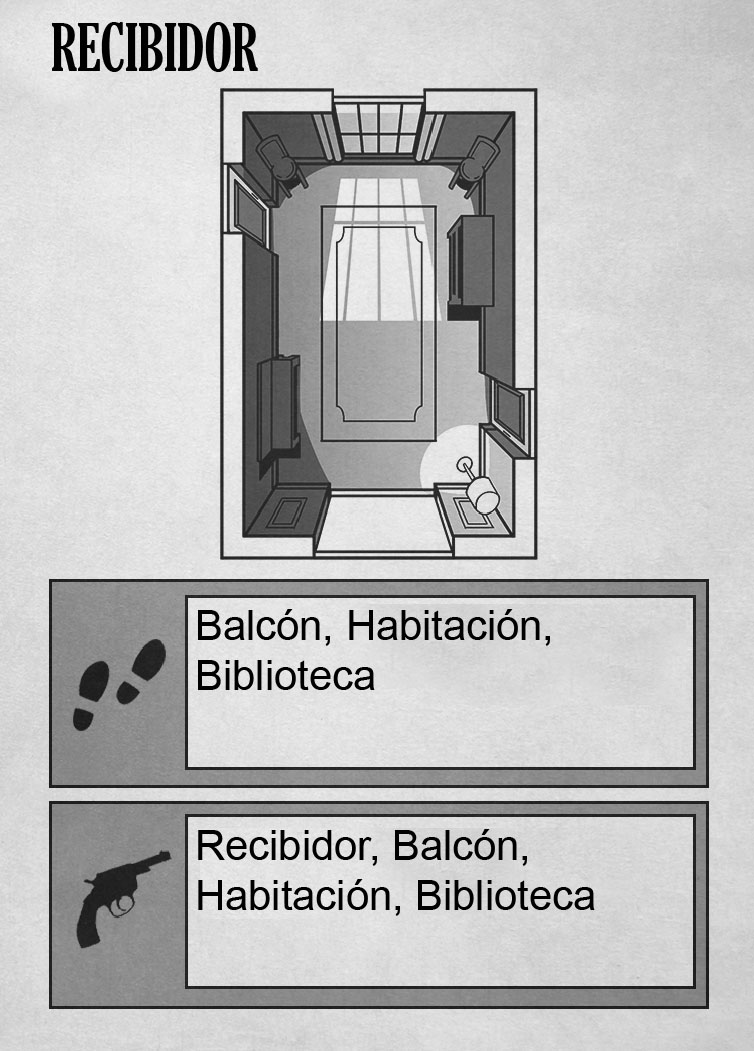 RECIBIDOR
Balcón, Habitación,
Biblioteca
Recibidor, Balcón,
Habitación, Biblioteca